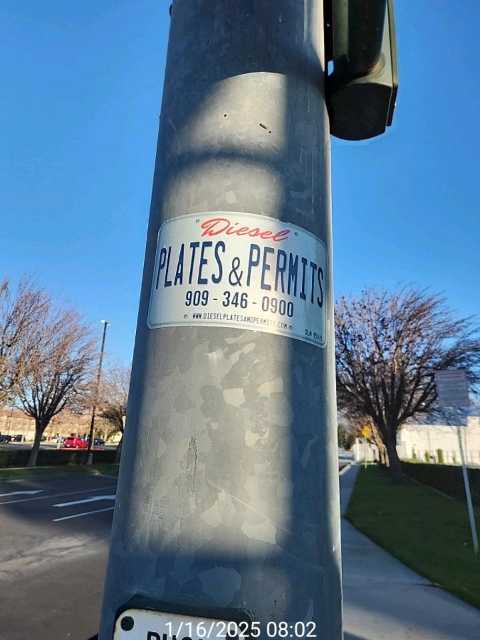 Diesel
PLATES & PERMITS
909 - 346 - 0900
WWW.DIESELPLATESANDPERMITS.COM
1/16/2025 08:02